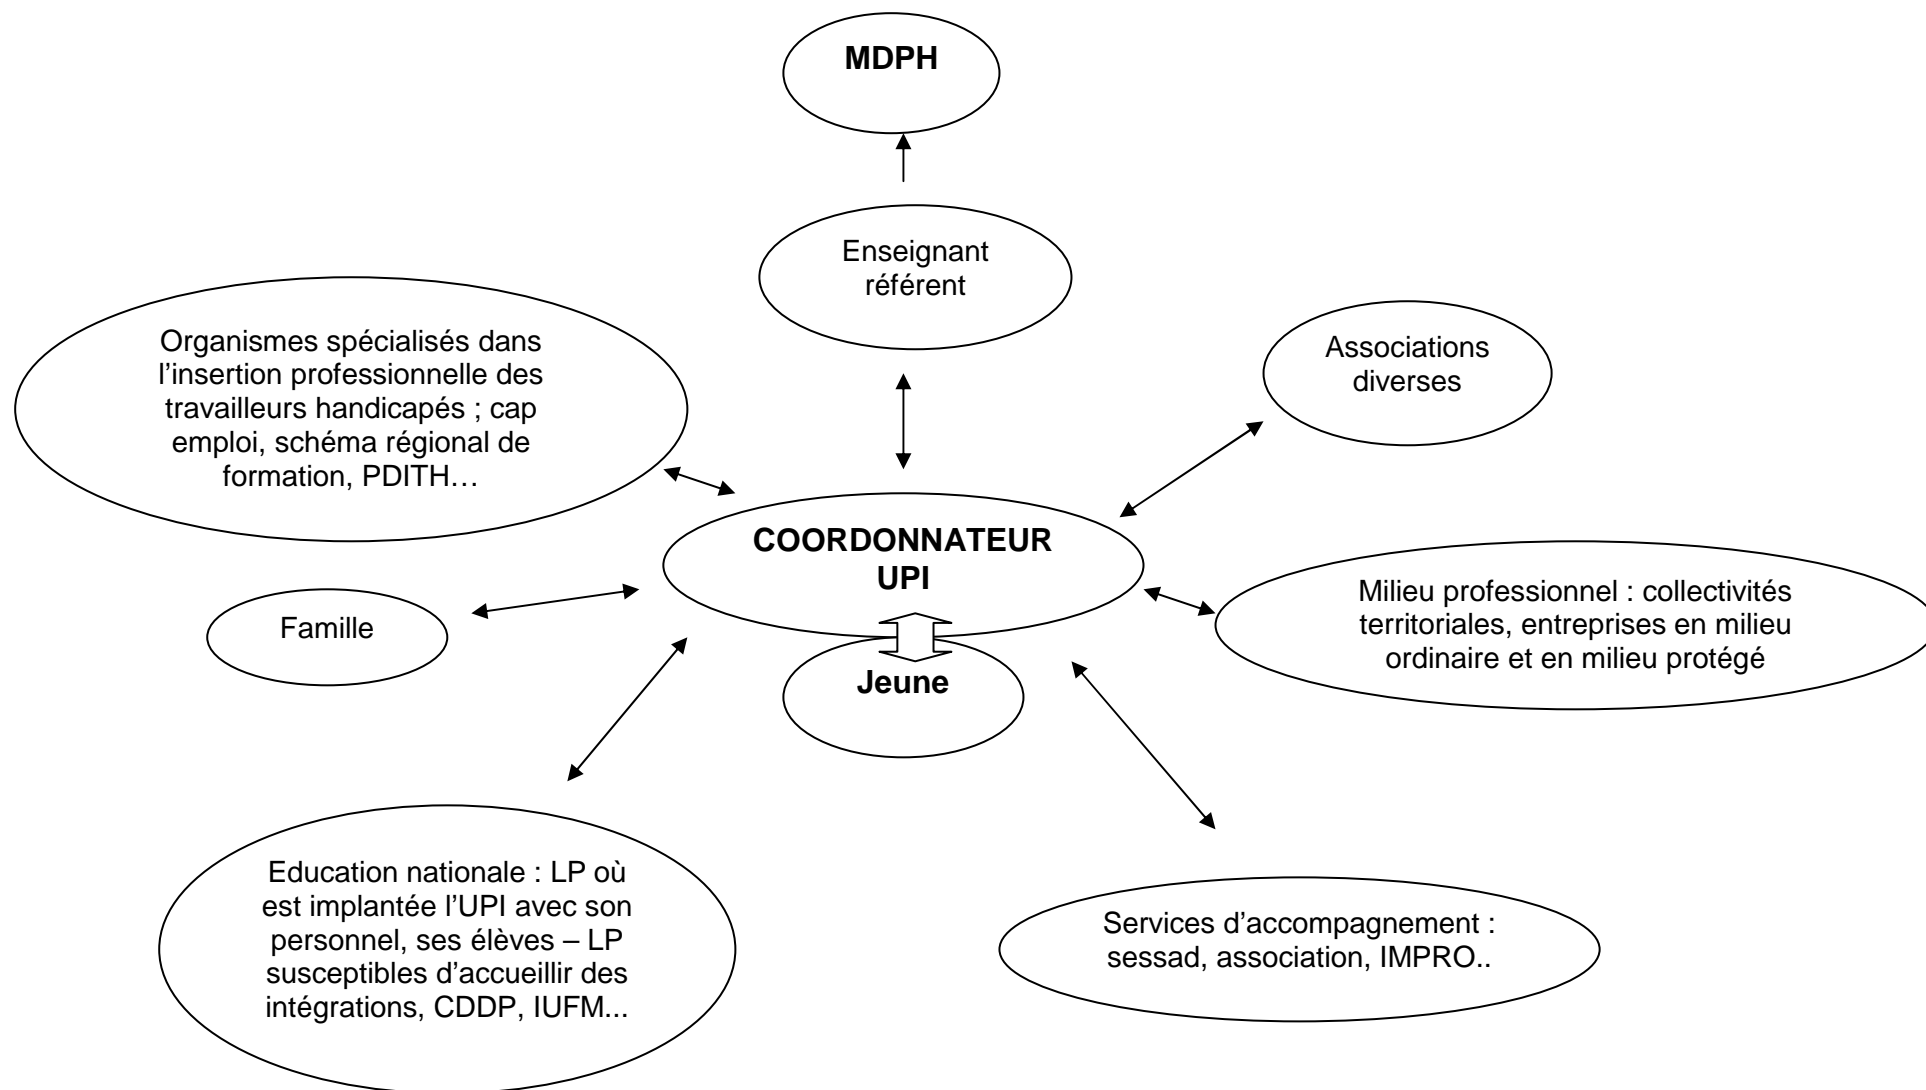 MDPH
Enseignant
référent
Organismes spécialisés dans
l’insertion professionnelle des
travailleurs handicapés ; cap
emploi, schéma régional de
formation, PDITH…
Associations
diverses
COORDONNATEUR
UPI
Famille
Milieu professionnel : collectivités
territoriales, entreprises en milieu
ordinaire et en milieu protégé
Jeune
Education nationale : LP où
est implantée l’UPI avec son
personnel, ses élèves – LP
susceptibles d’accueillir des
intégrations, CDDP, IUFM...
Services d’accompagnement :
sessad, association, IMPRO..